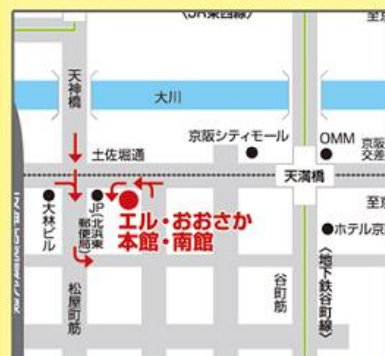 〈JR東西線〉
天神橋
大川
京阪シティモール
OMM
京阪
交差
土佐堀通
天満橋
大林ビル
JP(北浜東
郵便局)
エル・おおさか
本館・南館
至京
ホテル京
松屋町筋
谷町筋
〈地下鉄谷町線〉